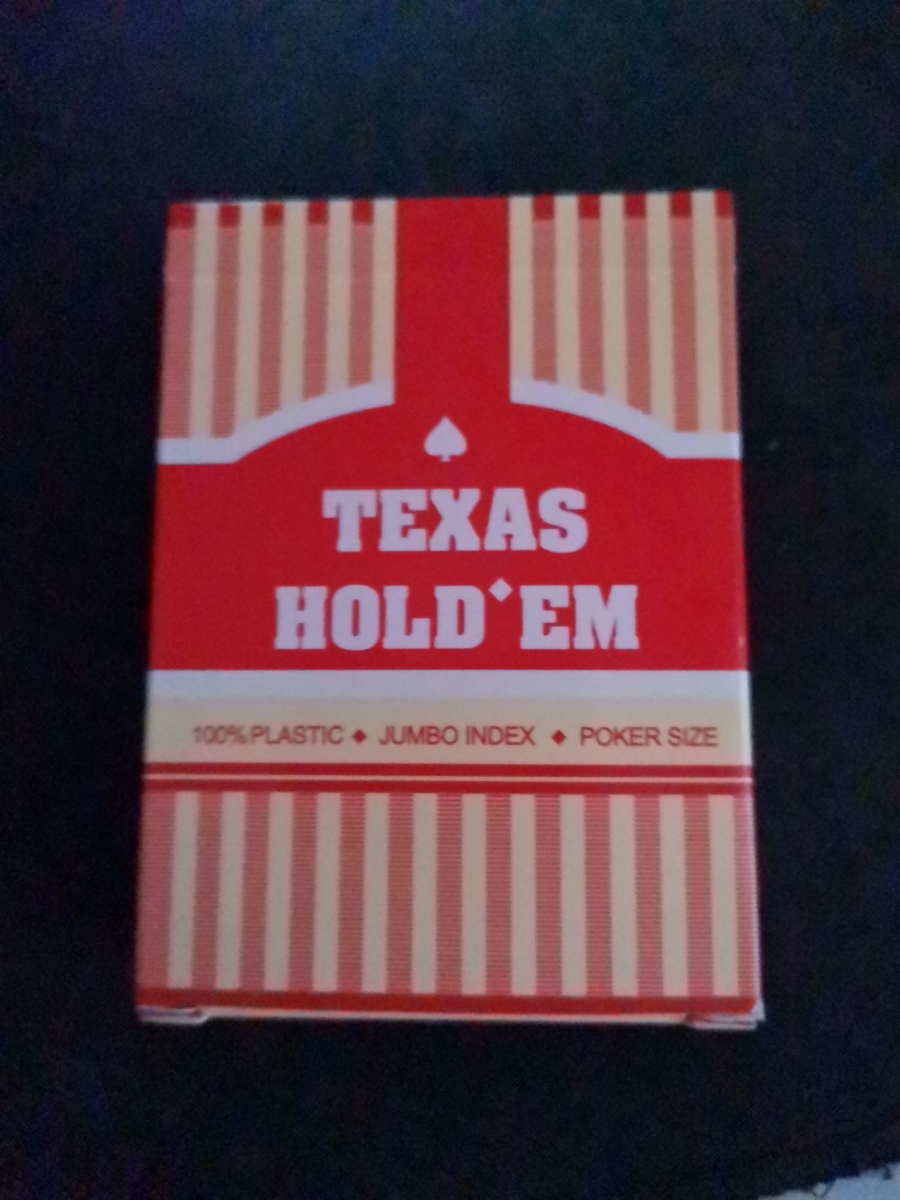 TEXAS
HOLD'EM
100% PLASTIC ♦ JUMBO INDEX ♦ POKER SIZE